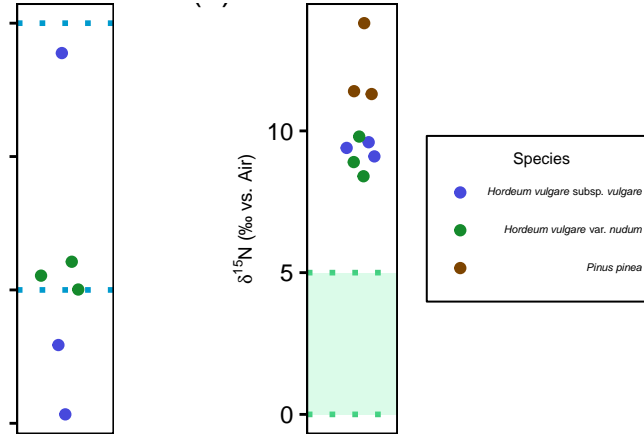 10
5
0
δ¹⁵N (‰ vs. Air)
Species
Hordeum vulgare subsp. vulgare
Hordeum vulgare var. nudum
Pinus pinea